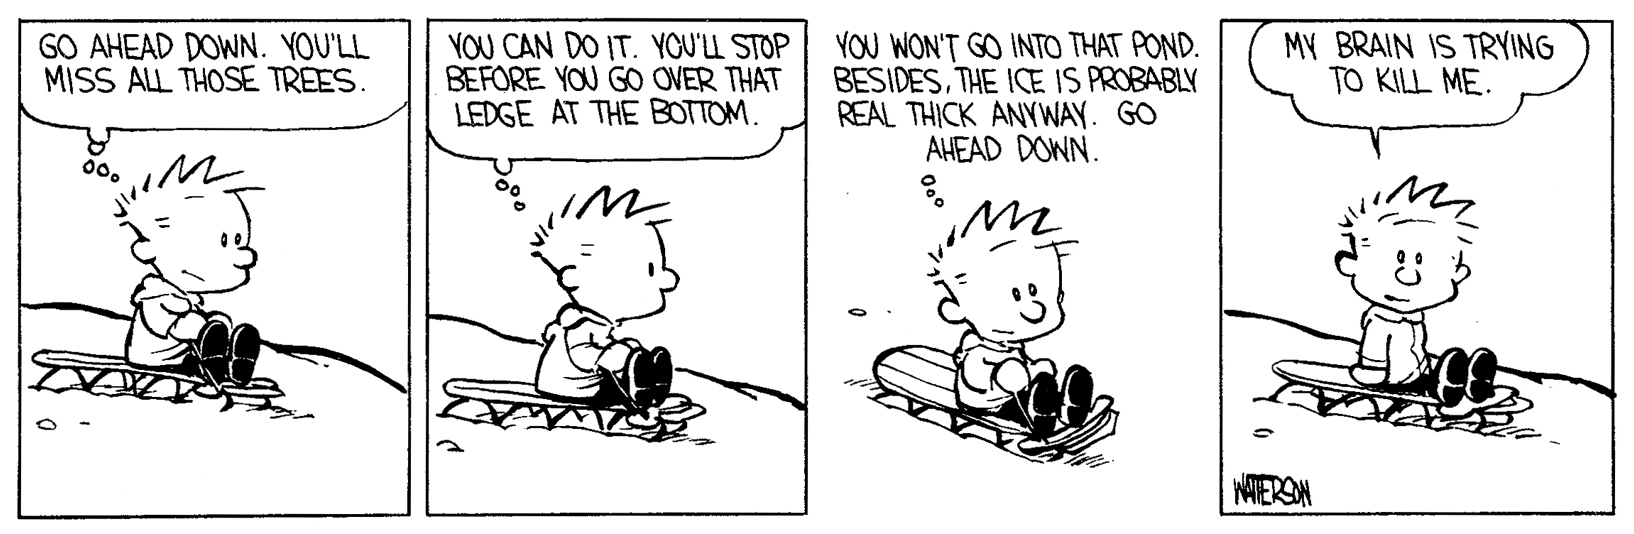 GO AHEAD DOWN. YOU'LL
MISS ALL THOSE TREES.
YOU CAN DO IT. YOU'LL STOP
BEFORE YOU GO OVER THAT
LEDGE AT THE BOTTOM.
YOU WON'T GO INTO THAT POND.
BESIDES, THE ICE IS PROBABLY
REAL THICK ANYWAY. GO
AHEAD DOWN.
MY BRAIN IS TRYING
TO KILL ME.
WATTERSON